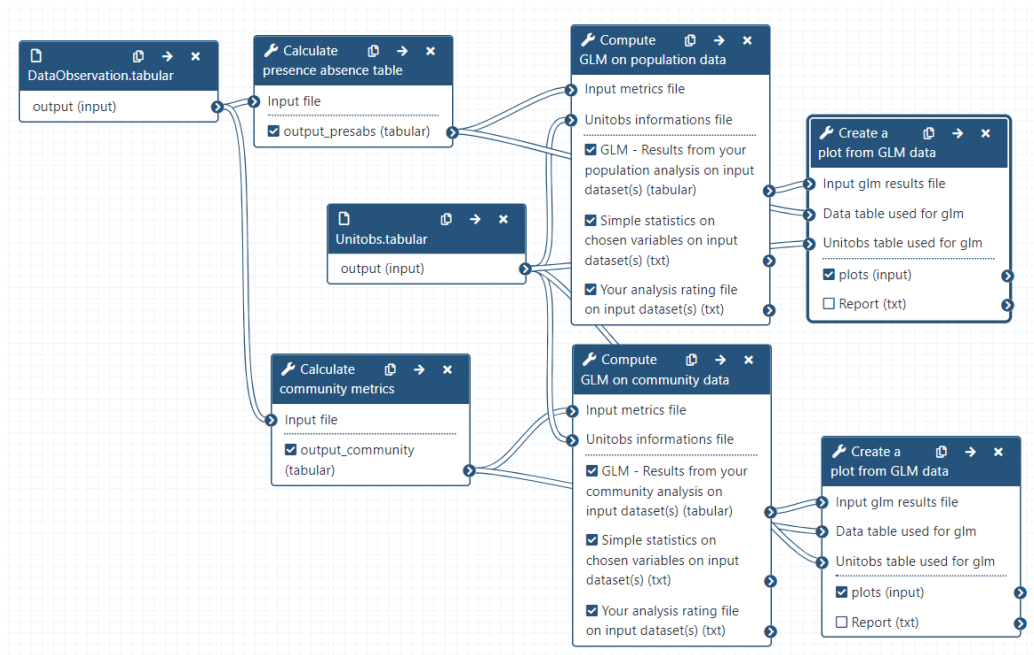 DataObservation.tabular
output (input)
Calculate
presence absence table
Input file
output_presabs (tabular)
Unitobs.tabular
output (input)
Calculate
community metrics
Input file
output_community
(tabular)
Compute
GLM on population data
Input metrics file
Unitobs informations file
GLM - Results from your
population analysis on input
dataset(s) (tabular)
Simple statistics on
chosen variables on input
dataset(s) (txt)
Your analysis rating file
on input dataset(s) (txt)
Compute
GLM on community data
Input metrics file
Unitobs informations file
GLM - Results from your
community analysis on
input dataset(s) (tabular)
Simple statistics on
chosen variables on input
dataset(s) (txt)
Your analysis rating file
on input dataset(s) (txt)
Create a
plot from GLM data
Input glm results file
Data table used for glm
Unitobs table used for glm
plots (input)
Report (txt)
Create a
plot from GLM data
Input glm results file
Data table used for glm
Unitobs table used for glm
plots (input)
Report (txt)